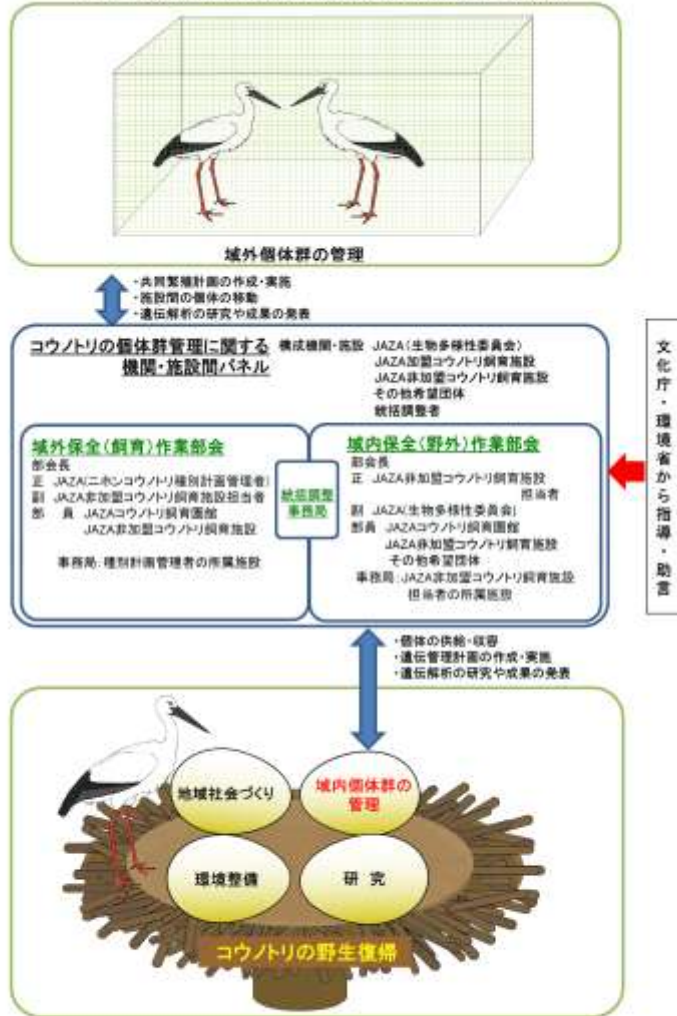 域外個体群の管理
・共同繁殖計画の作成・実施
・施設間の個体の移動
・遺伝解析の研究や成果の発表
コウノトリの個体群管理に関する
機関・施設間パネル
構成機関・施設 JAZA(生物多様性委員会)
JAZA加盟コウノトリ飼育施設
JAZA非加盟コウノトリ飼育施設
その他希望団体
統括調整者
域外保全(飼育)作業部会
部会長
正 JAZA(ニホンコウノトリ種別計画管理者)
副 JAZA非加盟コウノトリ飼育施設担当者
部 員 JAZAコウノトリ飼育園館
JAZA非加盟コウノトリ飼育施設
事務局:種別計画管理者の所属施設
統括調整
事務局
域内保全(野外)作業部会
部会長
正 JAZA非加盟コウノトリ飼育施設
担当者
副 JAZA(生物多様性委員会)
部員 JAZAコウノトリ飼育園館
JAZA非加盟コウノトリ飼育施設
その他希望団体
事務局:JAZA非加盟コウノトリ飼育施設
担当者の所属施設
文化庁・環境省から指導・助言
・個体の供給・収容
・遺伝管理計画の作成・実施
・遺伝解析の研究や成果の発表
地域社会づくり
域内個体群の
管理
環境整備
研 究
コウノトリの野生復帰